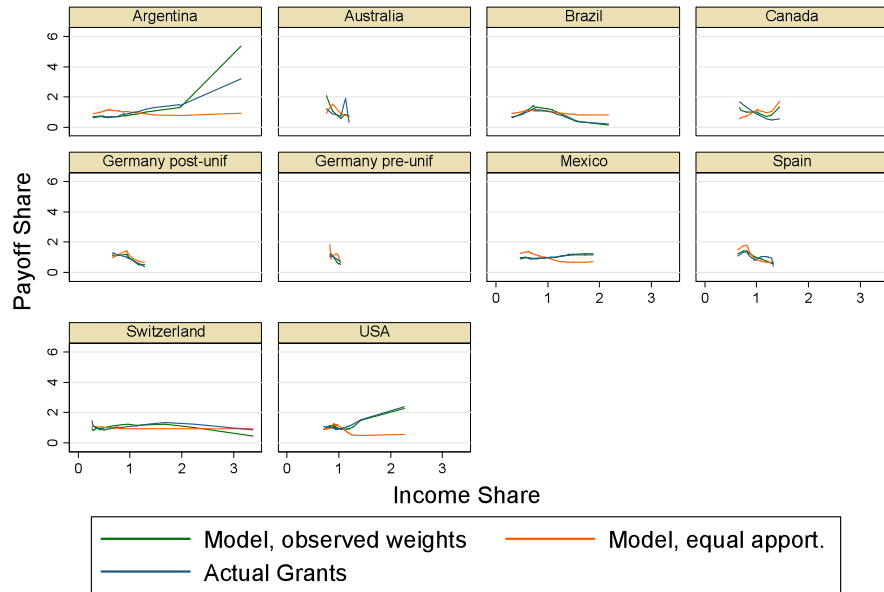 Argentina Australia Brazil Canada
6
4
2
0
Germany post-unif Germany pre-unif Mexico Spain
6
4
2
0
0 1 2 3 0 1 2 3
Switzerland USA
6
4
2
0
0 1 2 3 0 1 2 3
Payoff Share
Income Share
Model, observed weights Model, equal apport.
Actual Grants